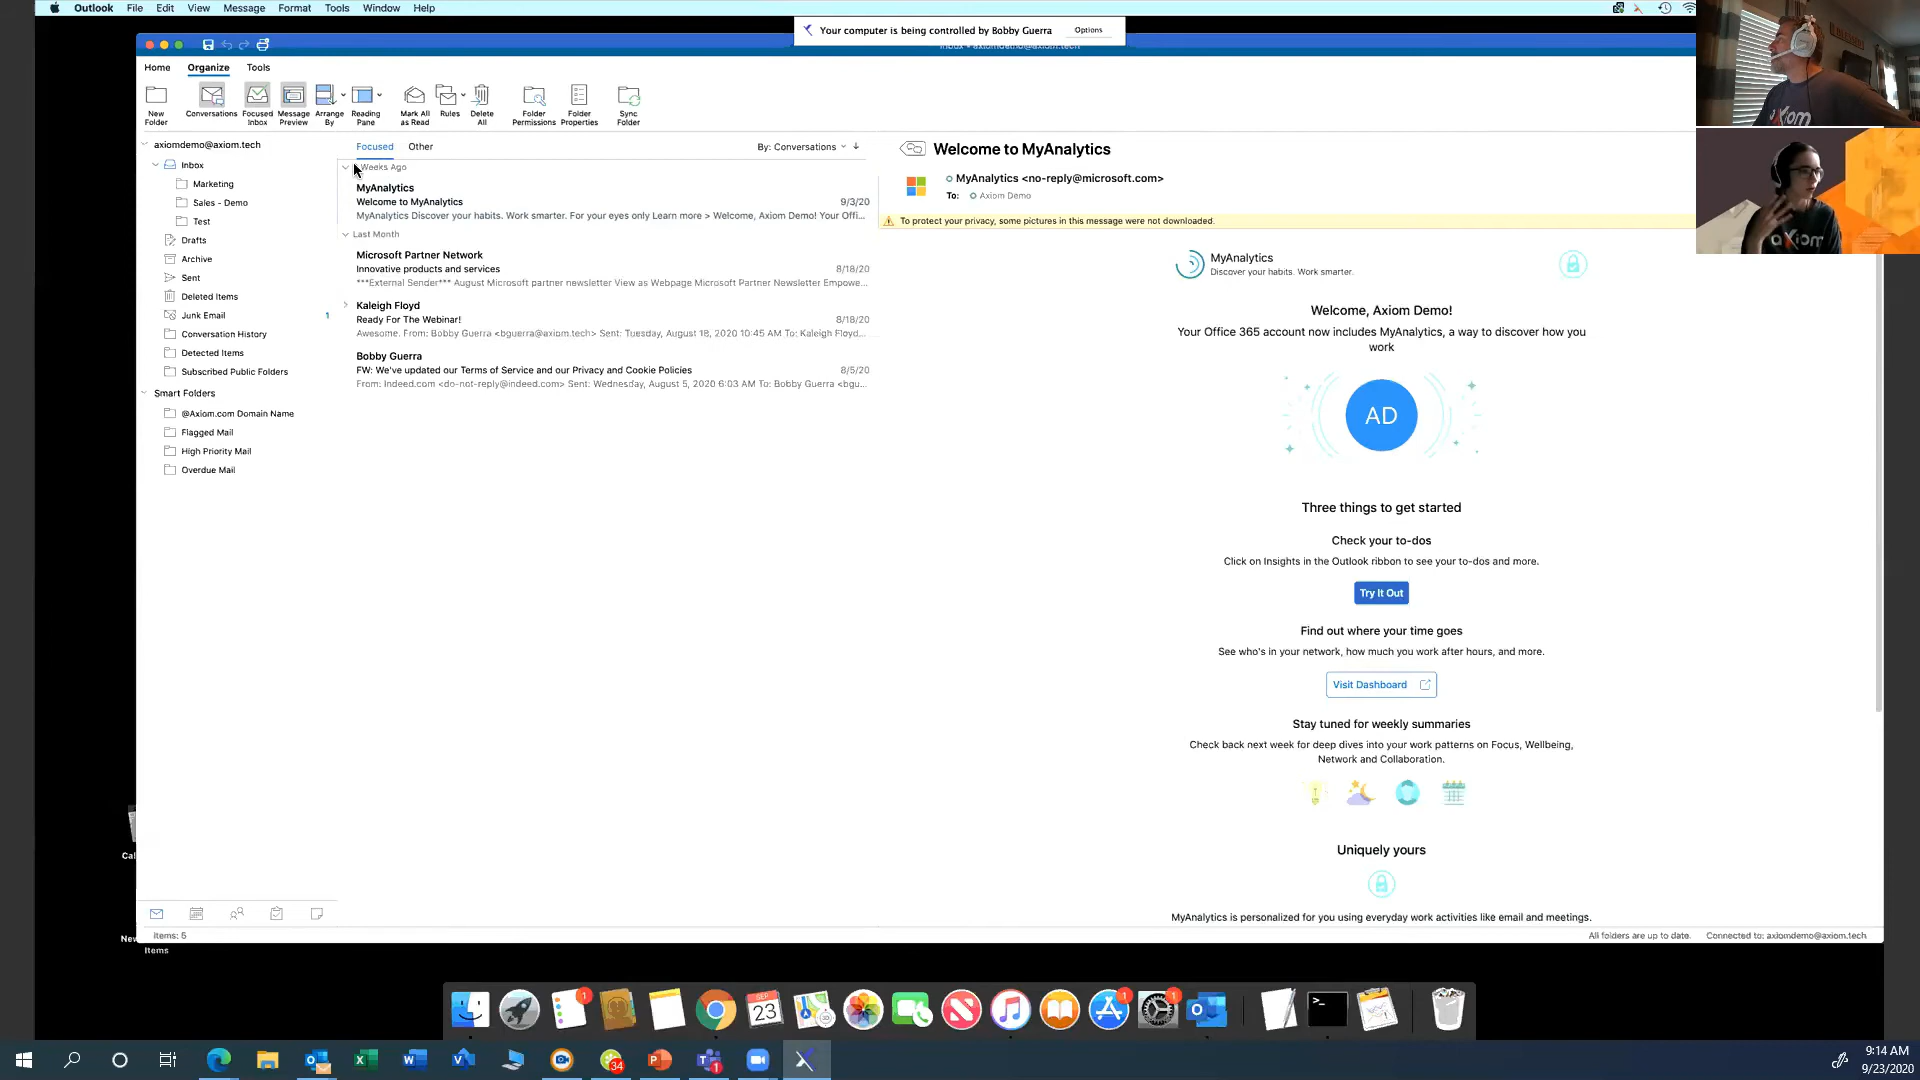 Outlook File Edit View Message Format Tools Window Help
Your computer is being controlled by Bobby Guerra Options
Inbox • axiomdemo@axiom.tech
Home Organize Tools
New Folder
Conversations
Focused Inbox
Message Preview
Arrange By
Reading Pane
Mark All as Read
Rules
Delete All
Folder Permissions
Folder Properties
Sync Folder
axiomdemo@axiom.tech
Inbox
Marketing
Sales - Demo
Test
Drafts
Archive
Sent
Deleted Items
Junk Email 1
Conversation History
Detected Items
Subscribed Public Folders
Smart Folders
@Axiom.com Domain Name
Flagged Mail
High Priority Mail
Overdue Mail
Items: 5
Focused Other By: Conversations
Weeks Ago
MyAnalytics
Welcome to MyAnalytics 9/3/20
MyAnalytics Discover your habits. Work smarter. For your eyes only Learn more > Welcome, Axiom Demo! Your Offi...
Last Month
Microsoft Partner Network
Innovative products and services 8/18/20
***External Sender*** August Microsoft partner newsletter View as Webpage Microsoft Partner Newsletter Empowe...
Kaleigh Floyd
Ready For The Webinar! 8/18/20
Awesome. From: Bobby Guerra <bguerra@axiom.tech> Sent: Tuesday, August 18, 2020 10:45 AM To: Kaleigh Floyd...
Bobby Guerra
FW: We've updated our Terms of Service and our Privacy and Cookie Policies 8/5/20
From: Indeed.com <do-not-reply@indeed.com> Sent: Wednesday, August 5, 2020 6:03 AM To: Bobby Guerra <bgu...
Welcome to MyAnalytics
MyAnalytics <no-reply@microsoft.com>
To: Axiom Demo
To protect your privacy, some pictures in this message were not downloaded.
MyAnalytics
Discover your habits. Work smarter.
Welcome, Axiom Demo!
Your Office 365 account now includes MyAnalytics, a way to discover how you
work
AD
Three things to get started
Check your to-dos
Click on Insights in the Outlook ribbon to see your to-dos and more.
Try It Out
Find out where your time goes
See who's in your network, how much you work after hours, and more.
Visit Dashboard
Stay tuned for weekly summaries
Check back next week for deep dives into your work patterns on Focus, Wellbeing,
Network and Collaboration.
Uniquely yours
MyAnalytics is personalized for you using everyday work activities like email and meetings.
All folders are up to date. Connected to: axiomdemo@axiom.tech
aXiom
Cal
New
Items
1
SEP
23
1
1
34
1
9:14 AM
9/23/2020